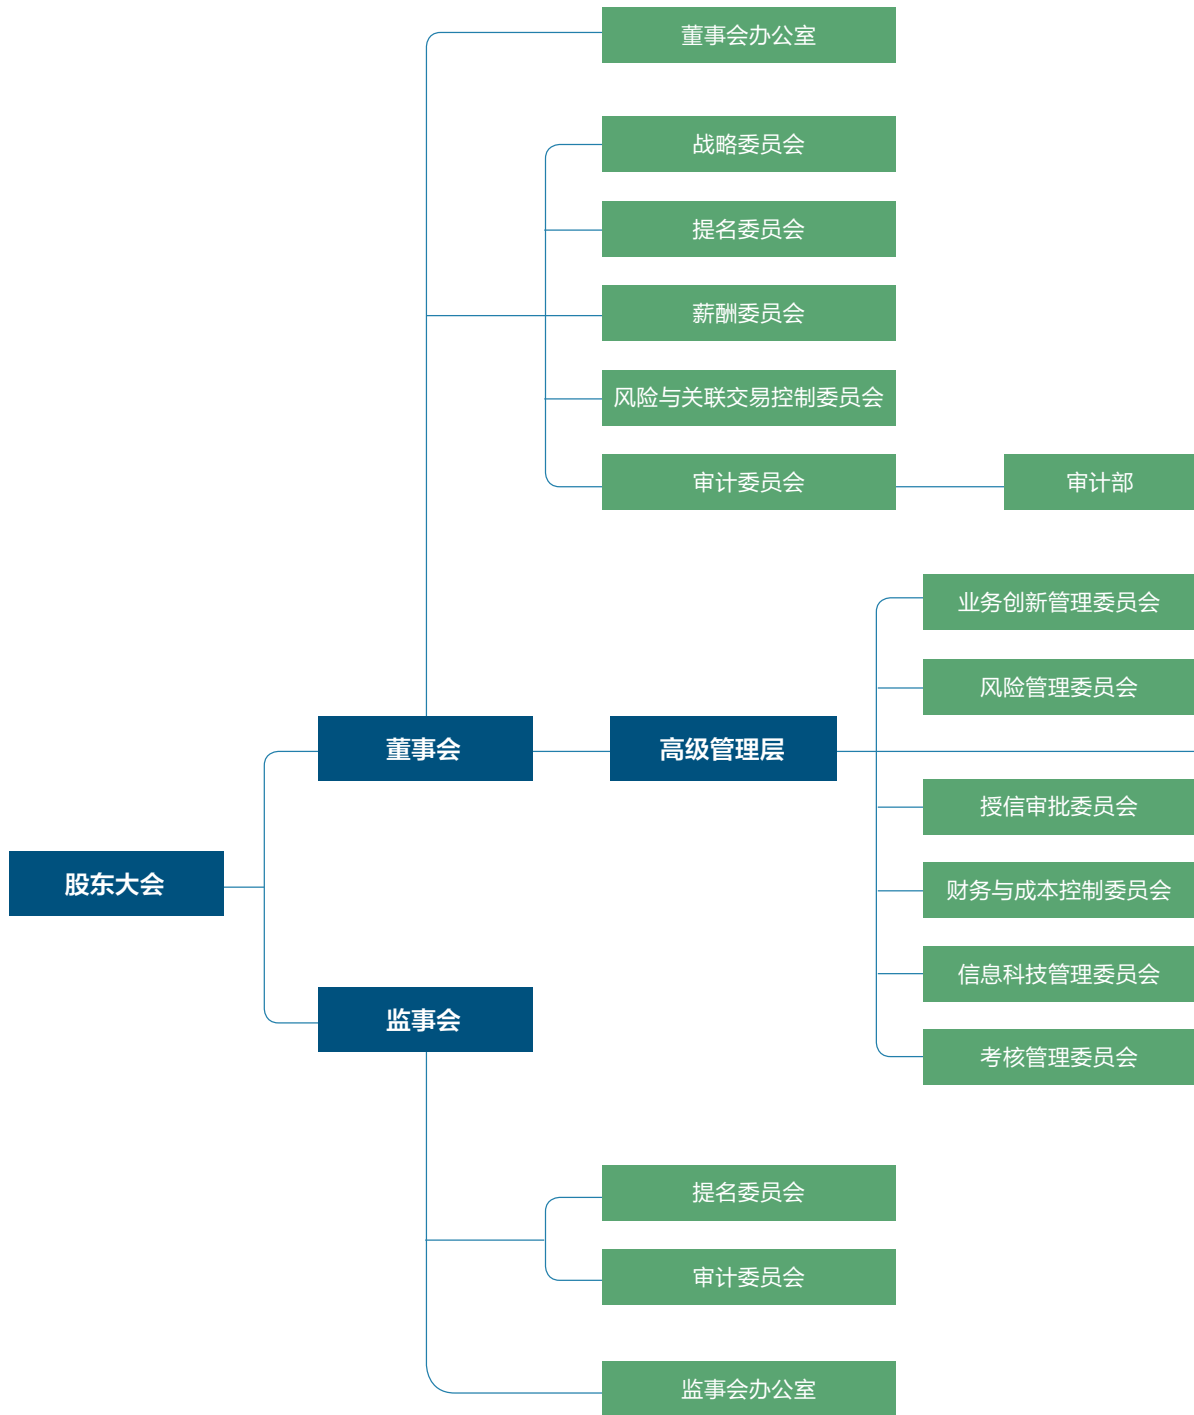 董事会办公室
战略委员会
提名委员会
薪酬委员会
风险与关联交易控制委员会
审计委员会
审计部
业务创新管理委员会
风险管理委员会
董事会
高级管理层
授信审批委员会
股东大会
财务与成本控制委员会
信息科技管理委员会
监事会
考核管理委员会
提名委员会
审计委员会
监事会办公室